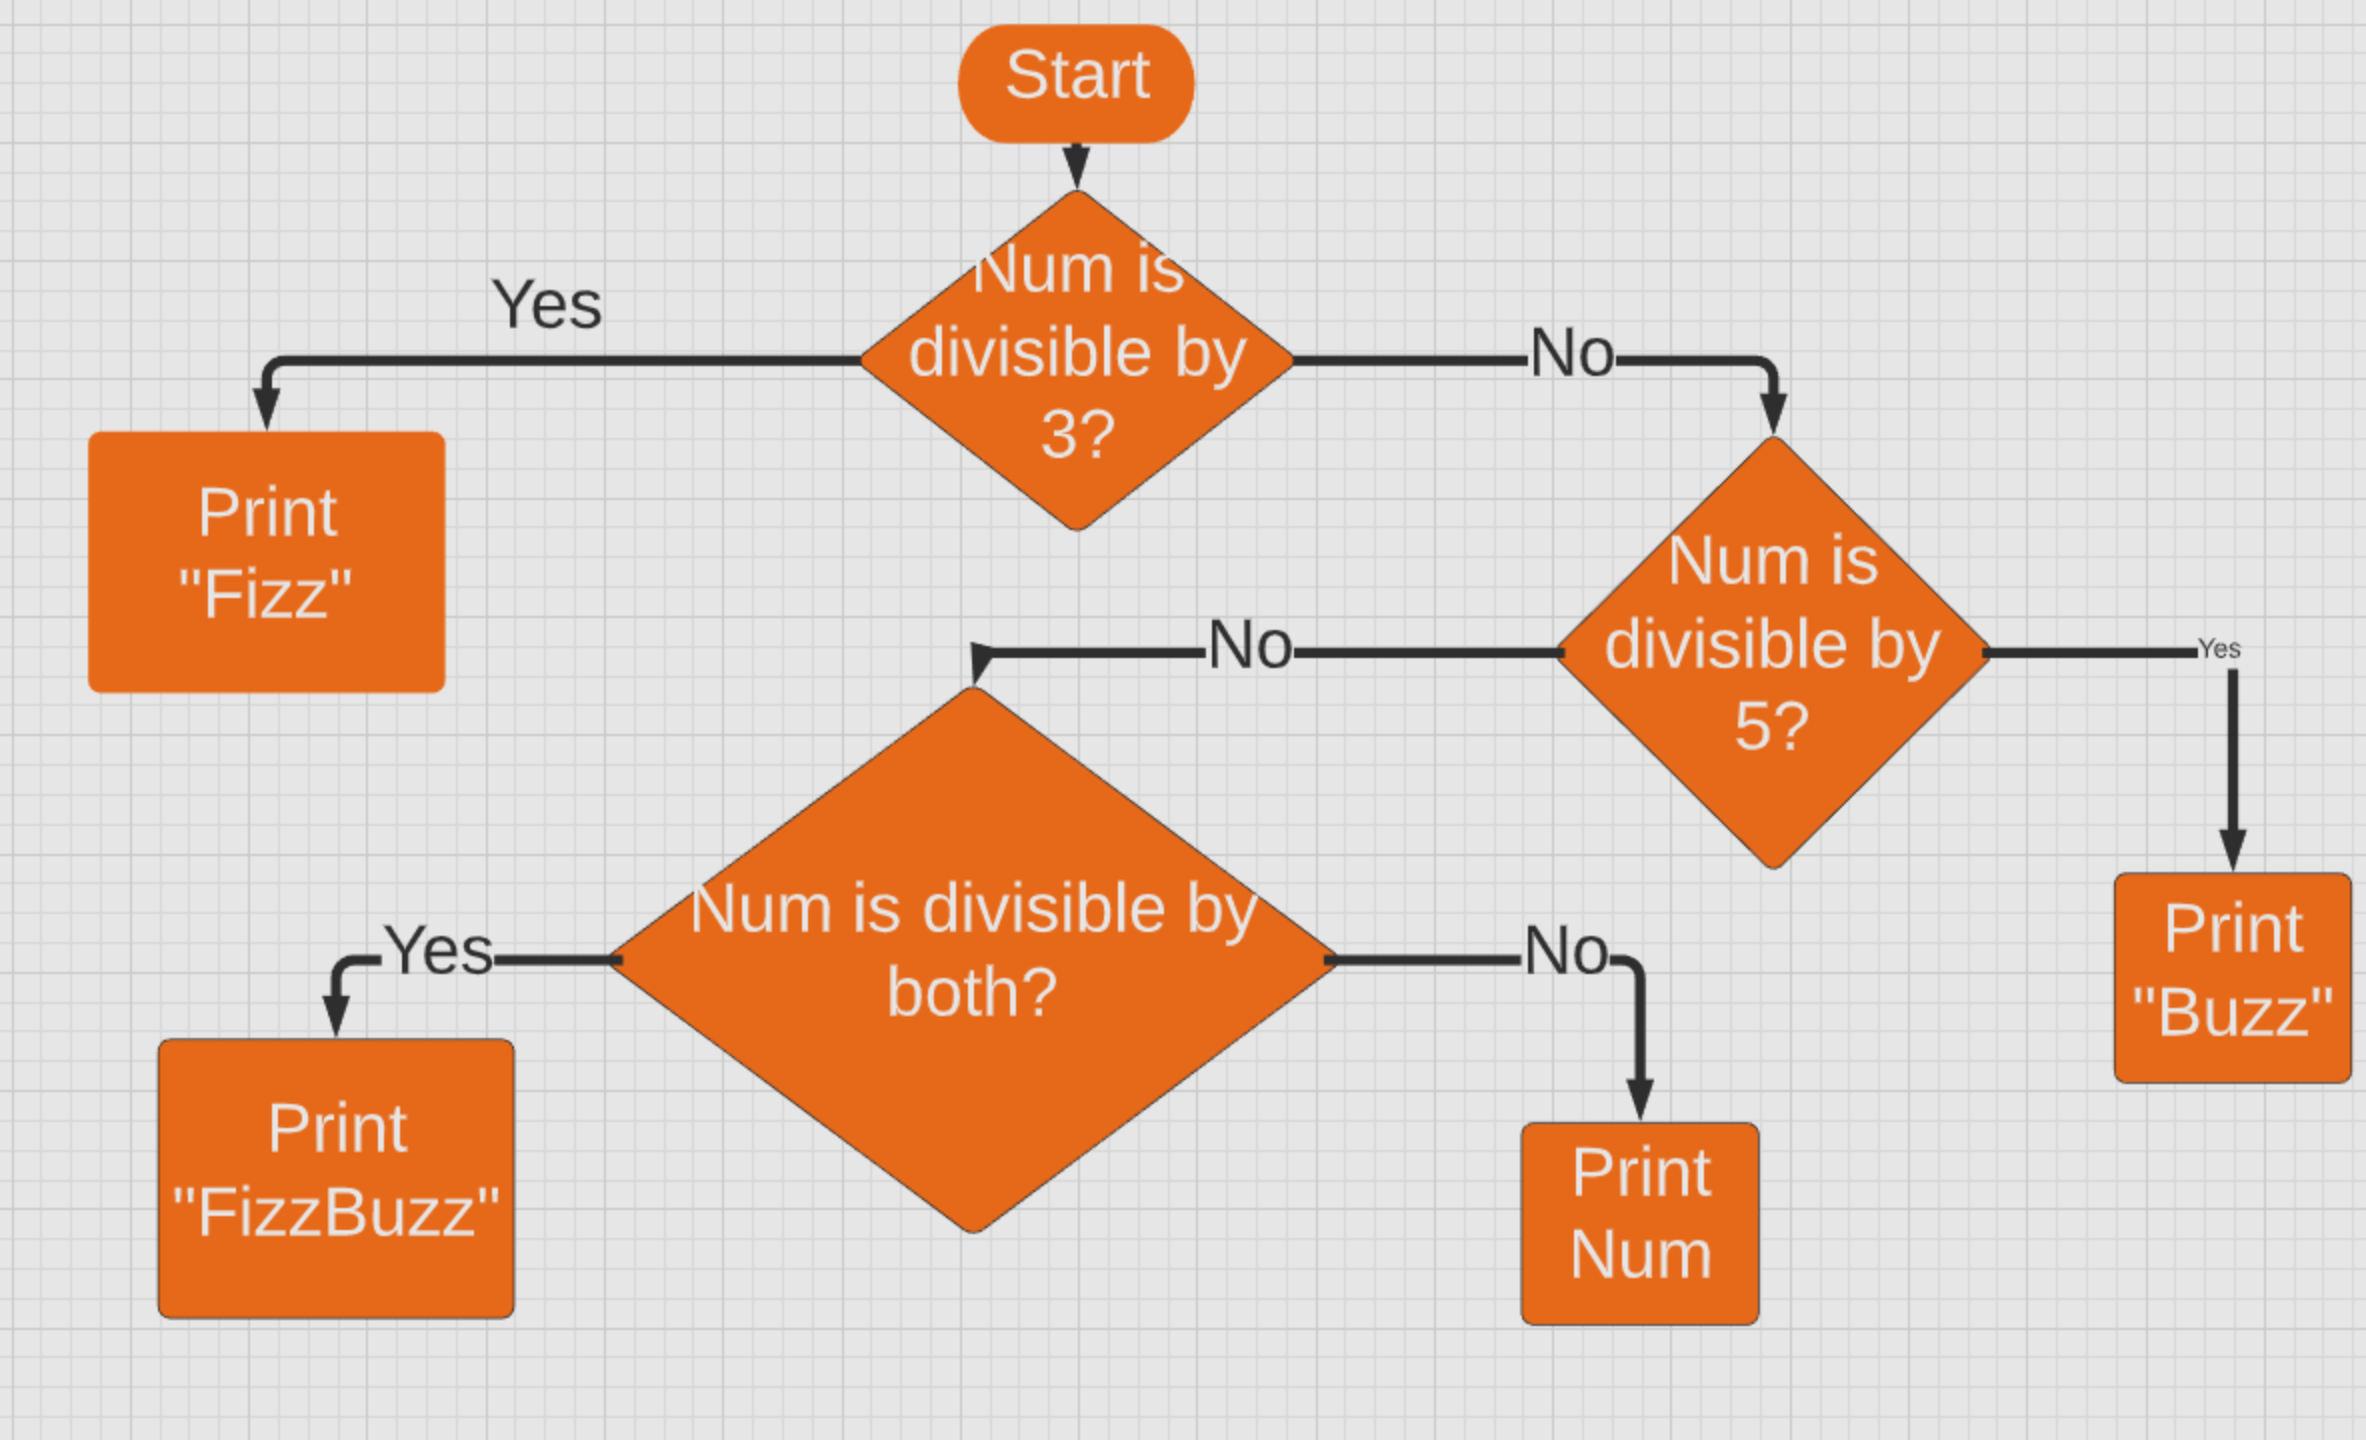 Start
Num is
divisible by
3?
Yes
No
Print
"Fizz"
Num is
divisible by
5?
No
Yes
Num is divisible by
both?
Yes
No
Print
"Buzz"
Print
"FizzBuzz"
Print
Num